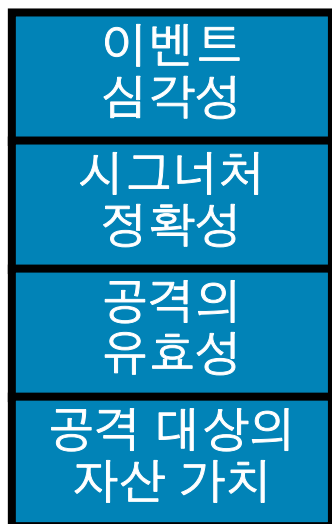 이벤트
심각성
시그너처
정확성
공격의
유효성
공격 대상의
자산 가치